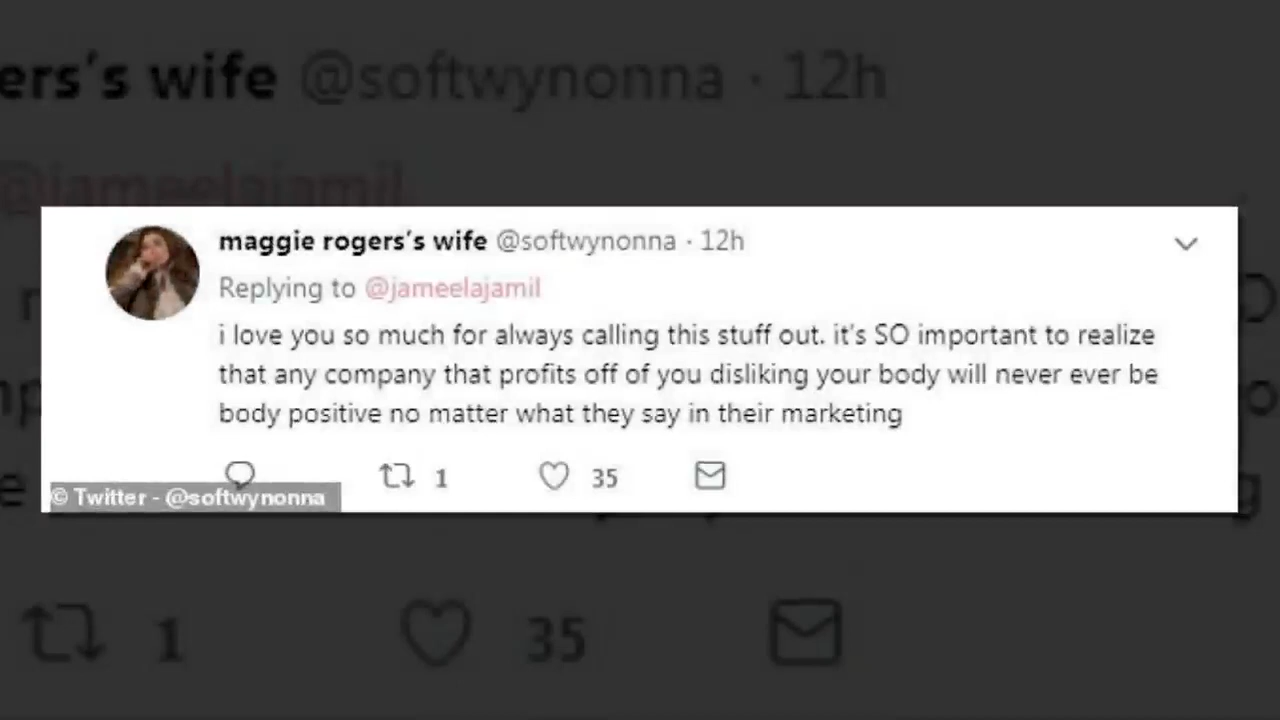 ers's wife @softwynonna · 12h
@jameelajamil
maggie rogers's wife @softwynonna · 12h
Replying to @jameelajamil
i love you so much for always calling this stuff out. it's SO important to realize
that any company that profits off of you disliking your body will never ever be
body positive no matter what they say in their marketing
1 35
© Twitter - @softwynonna
1 35